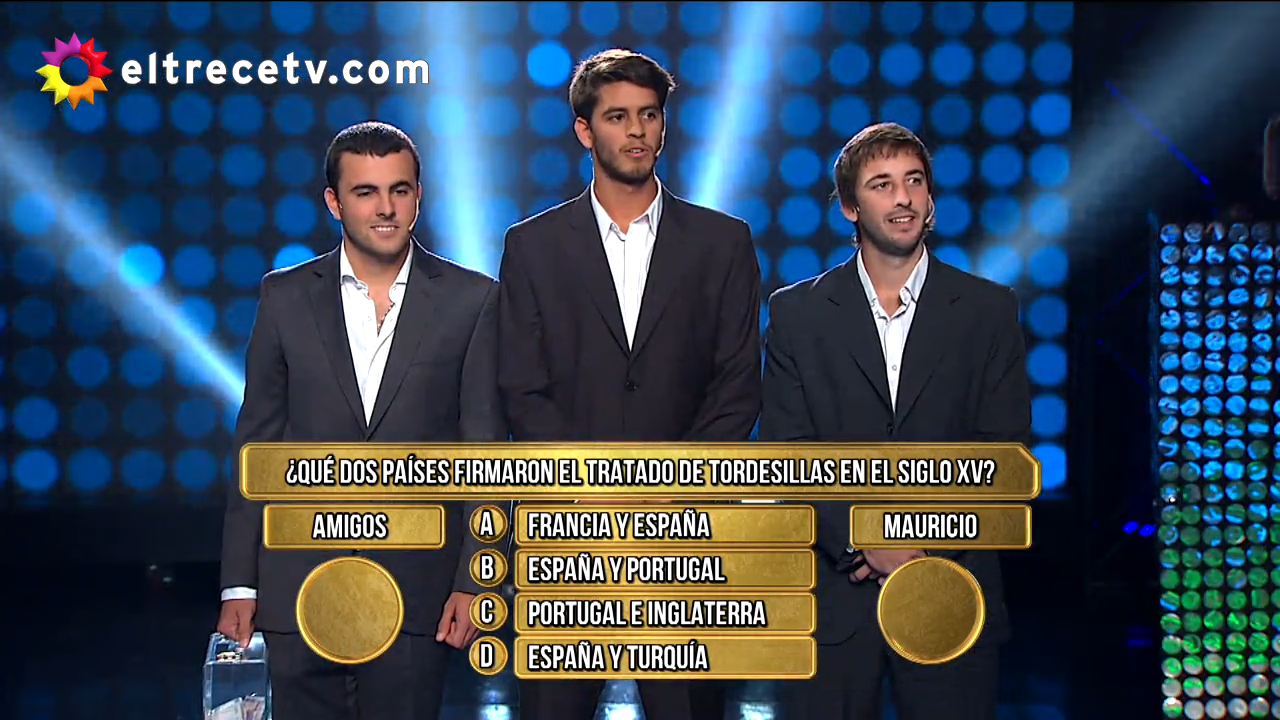 eltrecetv.com
¿QUÉ DOS PAÍSES FIRMARON EL TRATADO DE TORDESILLAS EN EL SIGLO XV?
AMIGOS
A FRANCIA Y ESPAÑA
MAURICIO
B ESPAÑA Y PORTUGAL
C PORTUGAL E INGLATERRA
D ESPAÑA Y TURQUÍA